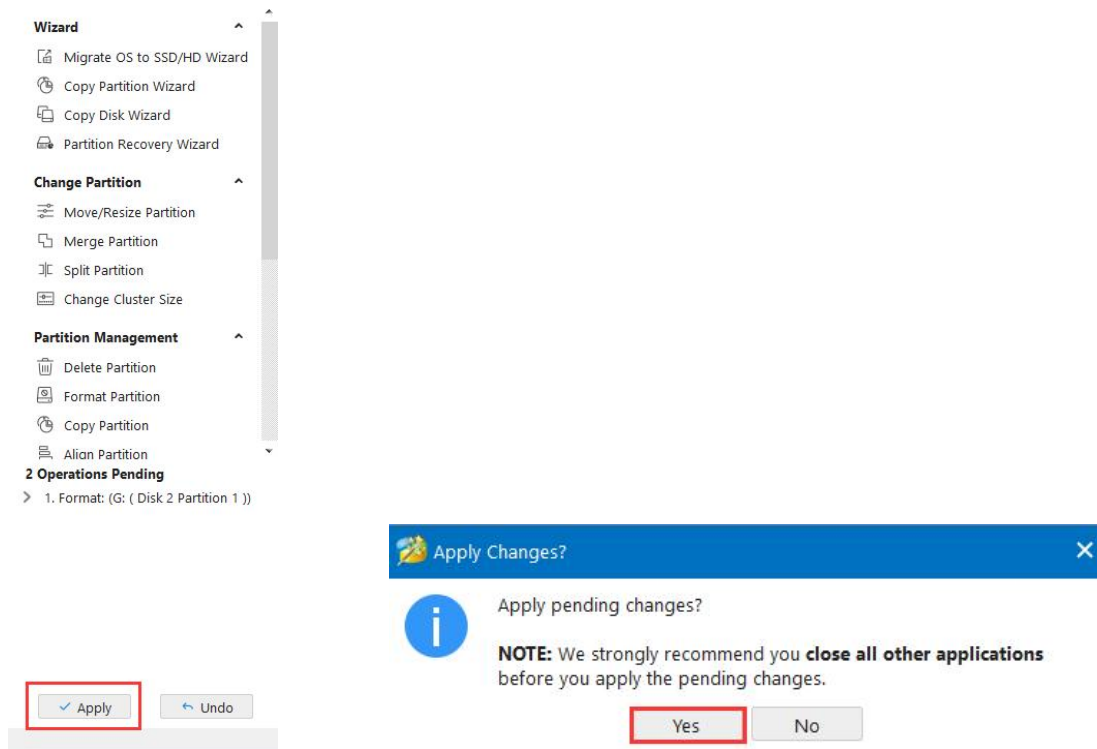 Wizard
Migrate OS to SSD/HD Wizard
Copy Partition Wizard
Copy Disk Wizard
Partition Recovery Wizard
Change Partition
Move/Resize Partition
Merge Partition
Split Partition
Change Cluster Size
Partition Management
Delete Partition
Format Partition
Copy Partition
Align Partition
2 Operations Pending
1. Format: (G: ( Disk 2 Partition 1 ))
Apply
Undo
Apply Changes?
Apply pending changes?
NOTE: We strongly recommend you close all other applications
before you apply the pending changes.
Yes
No